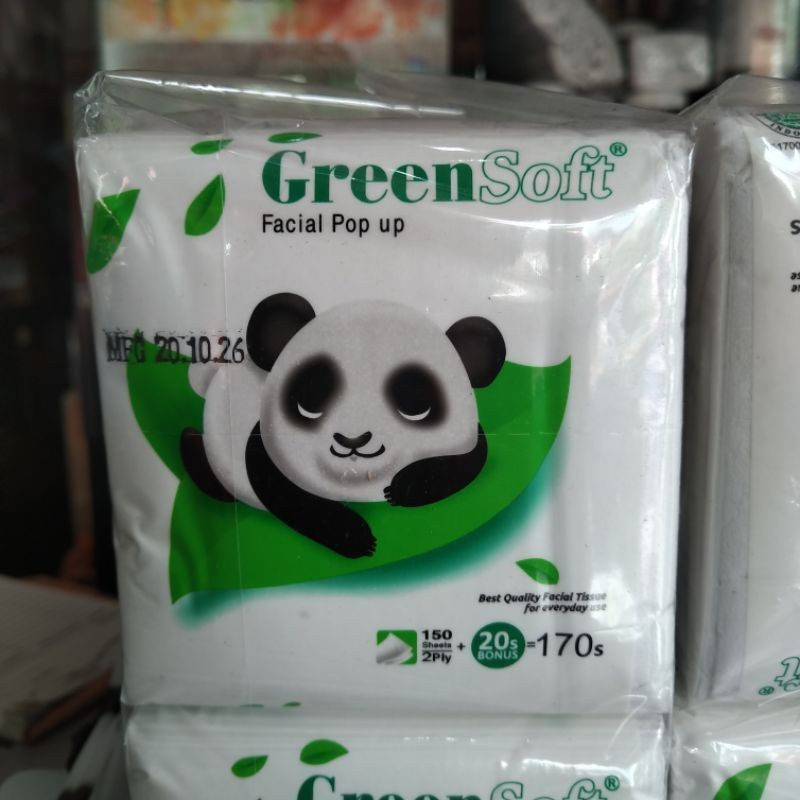 GreenSoft®
Facial Pop up
MFG 20.10.26
Best Quality Facial Tissue
for everyday use
150 Sheets 2Ply + 20s BONUS =170s
GreenSoft®